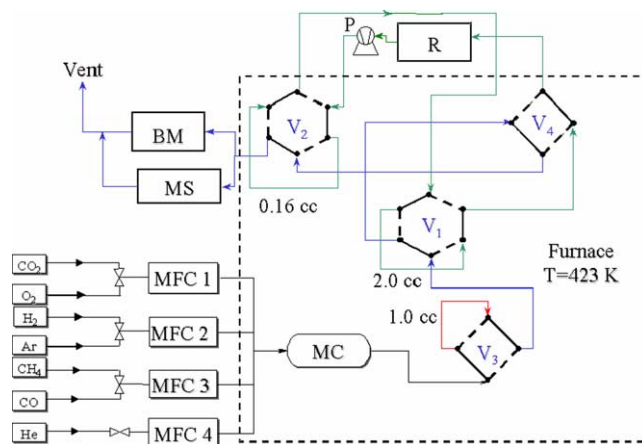 P
R
Vent
BM
MS
V2
V4
0.16 cc
V1
2.0 cc
Furnace
T=423 K
1.0 cc
V3
CO2
O2
MFC 1
H2
Ar
MFC 2
MC
CH4
CO
MFC 3
He
MFC 4